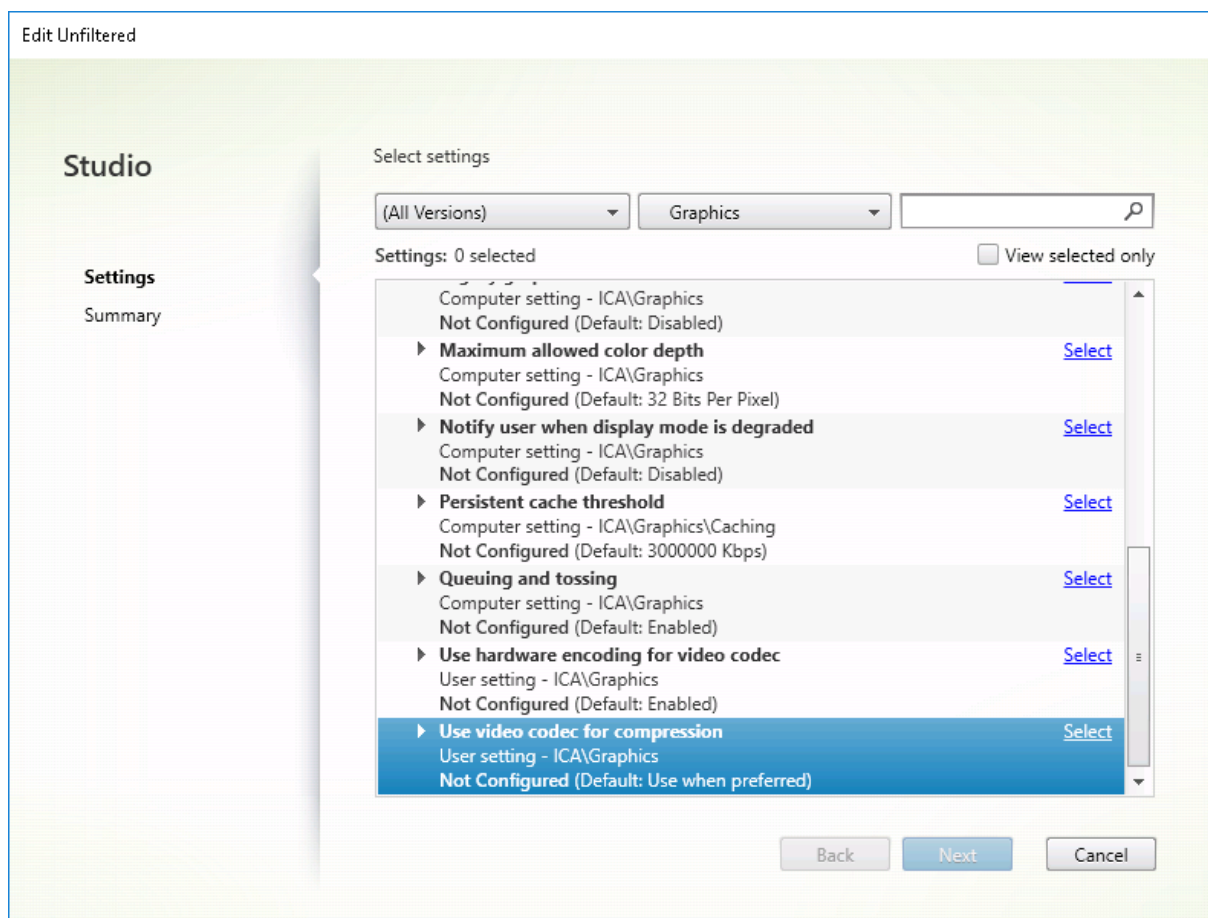 Edit Unfiltered
Studio
Settings
Summary
Select settings
(All Versions)
Graphics
Settings: 0 selected
View selected only
Computer setting - ICA\Graphics
Not Configured (Default: Disabled)
Maximum allowed color depth
Select
Computer setting - ICA\Graphics
Not Configured (Default: 32 Bits Per Pixel)
Notify user when display mode is degraded
Select
Computer setting - ICA\Graphics
Not Configured (Default: Disabled)
Persistent cache threshold
Select
Computer setting - ICA\Graphics\Caching
Not Configured (Default: 3000000 Kbps)
Queuing and tossing
Select
Computer setting - ICA\Graphics
Not Configured (Default: Enabled)
Use hardware encoding for video codec
Select
User setting - ICA\Graphics
Not Configured (Default: Enabled)
Use video codec for compression
Select
User setting - ICA\Graphics
Not Configured (Default: Use when preferred)
Back
Next
Cancel